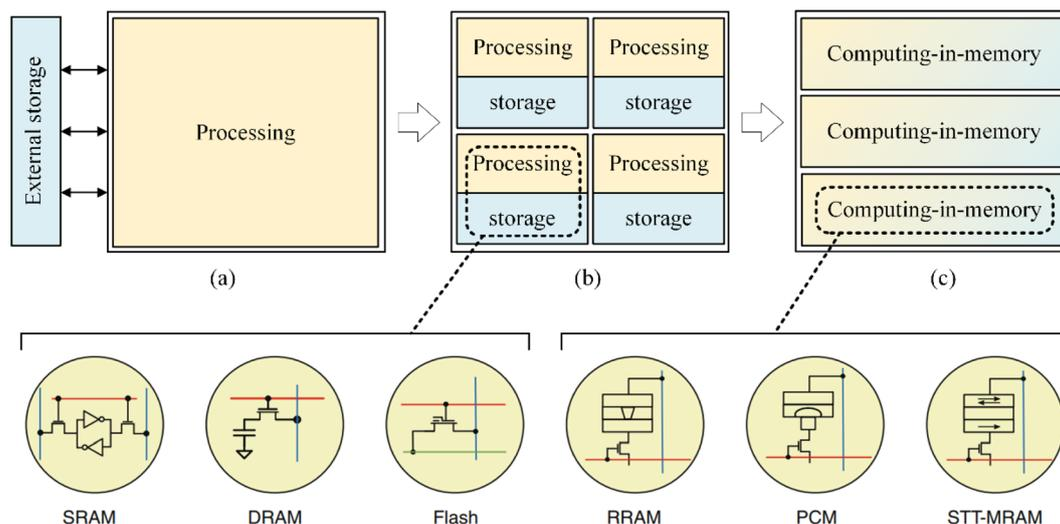 External storage
Processing
Processing
Processing
storage
storage
Processing
Processing
storage
storage
Computing-in-memory
Computing-in-memory
Computing-in-memory
(a)
(b)
(c)
SRAM
DRAM
Flash
RRAM
PCM
STT-MRAM